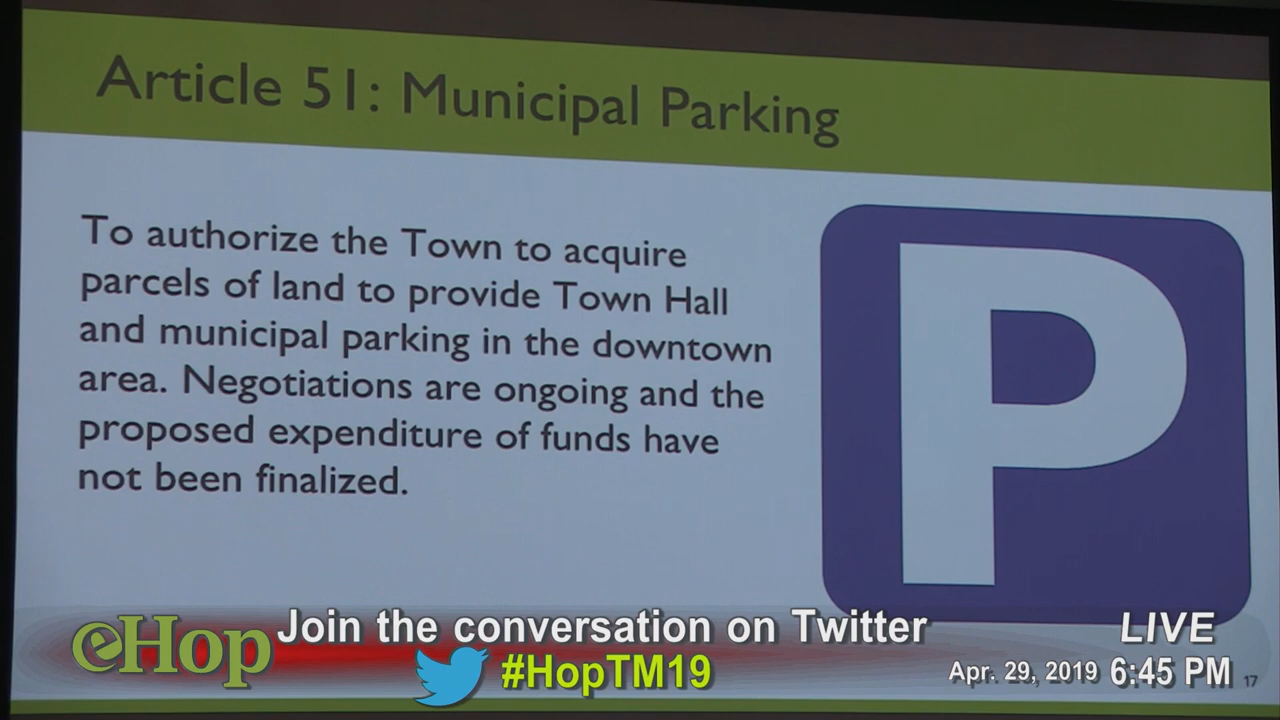 Article 51: Municipal Parking
To authorize the Town to acquire
parcels of land to provide Town Hall
and municipal parking in the downtown
area. Negotiations are ongoing and the
proposed expenditure of funds have
not been finalized.
P
eHop
Join the conversation on Twitter
#HopTM19
LIVE
Apr. 29, 2019 6:45 PM
17